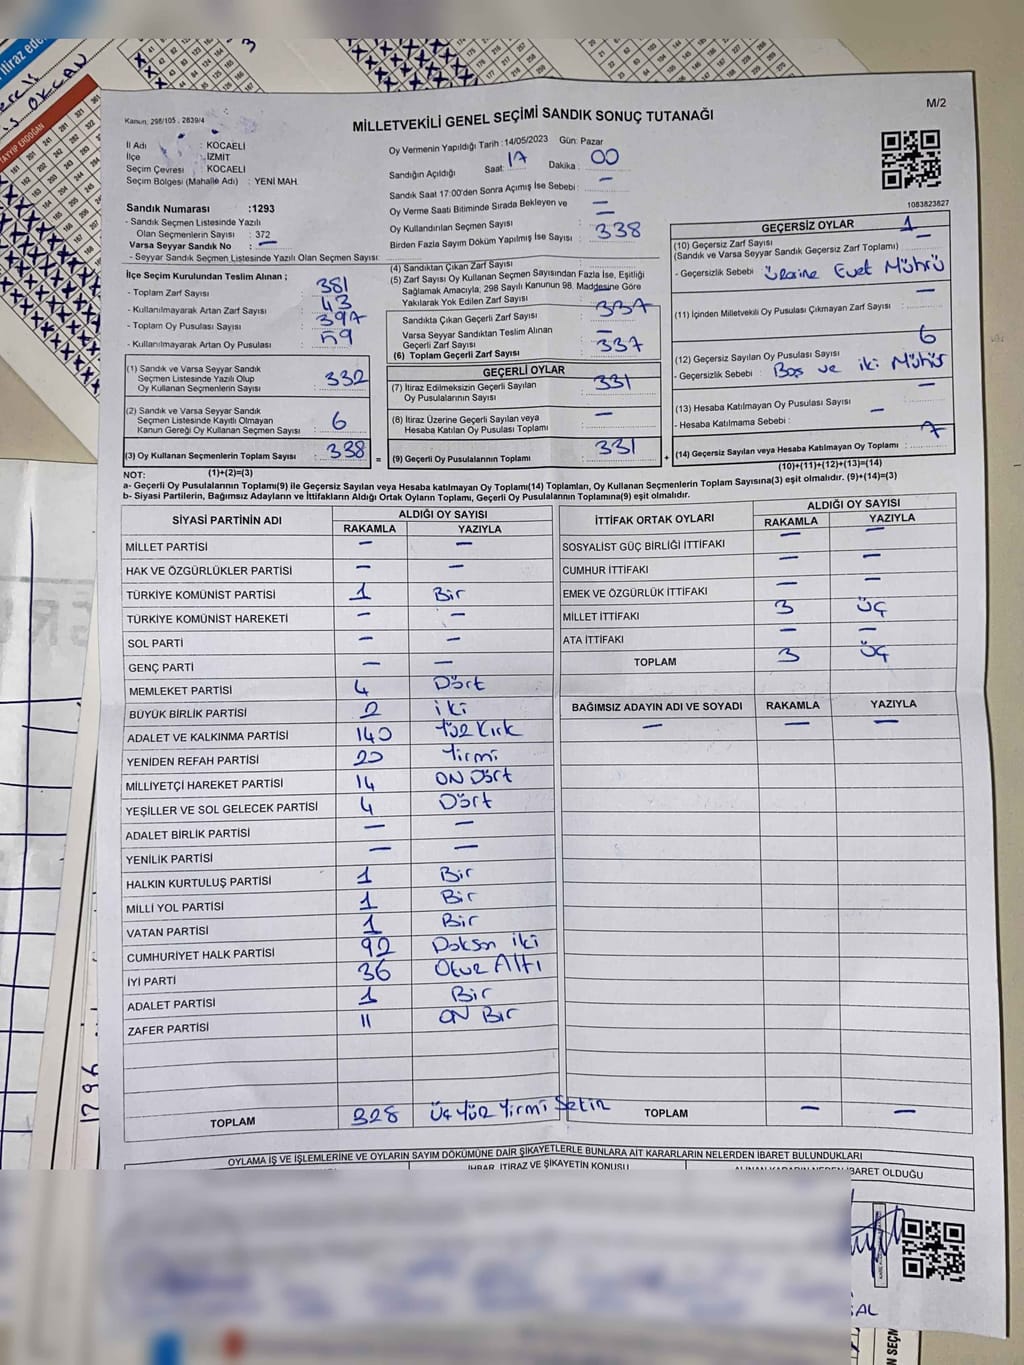 M/2
Kanun: 298/105 , 2839/4
MİLLETVEKİLİ GENEL SEÇİMİ SANDIK SONUÇ TUTANAĞI
İl Adı : KOCAELİ
İlçe : İZMİT
Seçim Çevresi : KOCAELİ
Seçim Bölgesi (Mahalle Adı) : YENİ MAH.
Sandık Numarası :1293
- Sandık Seçmen Listesinde Yazılı
Olan Seçmenlerin Sayısı : 372
Varsa Seyyar Sandık No : —
- Seyyar Sandık Seçmen Listesinde Yazılı Olan Seçmen Sayısı:
Oy Vermenin Yapıldığı Tarih : 14/05/2023 Gün: Pazar
Sandığın Açıldığı Saat: 17 Dakika : 00
Sandık Saat 17:00'den Sonra Açımış İse Sebebi : —
Oy Verme Saati Bitiminde Sırada Bekleyen ve
Oy Kullandırılan Seçmen Sayısı : —
Birden Fazla Sayım Döküm Yapılmış İse Sayısı : —
1083823827
İlçe Seçim Kurulundan Teslim Alınan ;
- Toplam Zarf Sayısı : 381
- Kullanılmayarak Artan Zarf Sayısı : 43
- Toplam Oy Pusulası Sayısı : 397
- Kullanılmayarak Artan Oy Pusulası : 59
(1) Sandık ve Varsa Seyyar Sandık
Seçmen Listesinde Yazılı Olup
Oy Kullanan Seçmenlerin Sayısı : 332
(2) Sandık ve Varsa Seyyar Sandık
Seçmen Listesinde Kayıtlı Olmayan
Kanun Gereği Oy Kullanan Seçmen Sayısı : 6
(3) Oy Kullanan Seçmenlerin Toplam Sayısı : 338
(1)+(2)=(3)
(4) Sandıktan Çıkan Zarf Sayısı : 338
(5) Zarf Sayısı Oy Kullanan Seçmen Sayısından Fazla İse, Eşitliği
Sağlamak Amacıyla, 298 Sayılı Kanunun 98. Maddesine Göre
Yakılarak Yok Edilen Zarf Sayısı :
Sandıkta Çıkan Geçerli Zarf Sayısı : 337
Varsa Seyyar Sandıktan Teslim Alınan
Geçerli Zarf Sayısı : —
(6) Toplam Geçerli Zarf Sayısı : 337
GEÇERLİ OYLAR
(7) İtiraz Edilmeksizin Geçerli Sayılan
Oy Pusulalarının Sayısı : 331
(8) İtiraz Üzerine Geçerli Sayılan veya
Hesaba Katılan Oy Pusulası Toplamı : —
= (9) Geçerli Oy Pusulalarının Toplamı : 331 +
GEÇERSİZ OYLAR
(10) Geçersiz Zarf Sayısı : 1
(Sandık ve Varsa Seyyar Sandık Geçersiz Zarf Toplamı) —
- Geçersizlik Sebebi : Üzerine Evet Mührü
(11) İçinden Milletvekili Oy Pusulası Çıkmayan Zarf Sayısı : —
(12) Geçersiz Sayılan Oy Pusulası Sayısı : 6
- Geçersizlik Sebebi : Boş ve iki Mühür
(13) Hesaba Katılmayan Oy Pusulası Sayısı : —
- Hesaba Katılmama Sebebi : —
(14) Geçersiz Sayılan veya Hesaba Katılmayan Oy Toplamı : 7
(10)+(11)+(12)+(13)=(14)
NOT:
a- Geçerli Oy Pusulalarının Toplamı(9) ile Geçersiz Sayılan veya Hesaba katılmayan Oy Toplamı(14) Toplamları, Oy Kullanan Seçmenlerin Toplam Sayısına(3) eşit olmalıdır. (9)+(14)=(3)
b- Siyasi Partilerin, Bağımsız Adayların ve İttifakların Aldığı Ortak Oyların Toplamı, Geçerli Oy Pusulalarının Toplamına(9) eşit olmalıdır.
SİYASİ PARTİNİN ADI ALDIĞI OY SAYISI
RAKAMLA YAZIYLA
MİLLET PARTİSİ — —
HAK VE ÖZGÜRLÜKLER PARTİSİ — —
TÜRKİYE KOMÜNİST PARTİSİ 1 Bir
TÜRKİYE KOMÜNİST HAREKETİ — —
SOL PARTİ — —
GENÇ PARTİ — —
MEMLEKET PARTİSİ 4 Dört
BÜYÜK BİRLİK PARTİSİ 2 iki
ADALET VE KALKINMA PARTİSİ 140 Yüz Kırk
YENİDEN REFAH PARTİSİ 20 Yirmi
MİLLİYETÇİ HAREKET PARTİSİ 14 ON Dört
YEŞİLLER VE SOL GELECEK PARTİSİ 4 Dört
ADALET BİRLİK PARTİSİ — —
YENİLİK PARTİSİ — —
HALKIN KURTULUŞ PARTİSİ 1 Bir
MİLLİ YOL PARTİSİ 1 Bir
VATAN PARTİSİ 1 Bir
CUMHURİYET HALK PARTİSİ 92 Doksan iki
İYİ PARTİ 36 Otuz Altı
ADALET PARTİSİ 1 Bir
ZAFER PARTİSİ 11 ON Bir
TOPLAM 328 Üç Yüz Yirmi Sekiz
İTTİFAK ORTAK OYLARI ALDIĞI OY SAYISI
RAKAMLA YAZIYLA
SOSYALİST GÜÇ BİRLİĞİ İTTİFAKI — —
CUMHUR İTTİFAKI — —
EMEK VE ÖZGÜRLÜK İTTİFAKI — —
MİLLET İTTİFAKI 3 Üç
ATA İTTİFAKI — —
TOPLAM 3 Üç
BAĞIMSIZ ADAYIN ADI VE SOYADI RAKAMLA YAZIYLA
— — —
TOPLAM — —
OYLAMA İŞ VE İŞLEMLERİNE VE OYLARIN SAYIM DÖKÜMÜNE DAİR ŞİKAYETLERLE BUNLARA AİT KARARLARIN NELERDEN İBARET BULUNDUKLARI
İHBAR, İTİRAZ VE ŞİKAYETİN KONUSU
İBARET OLDUĞU
1296